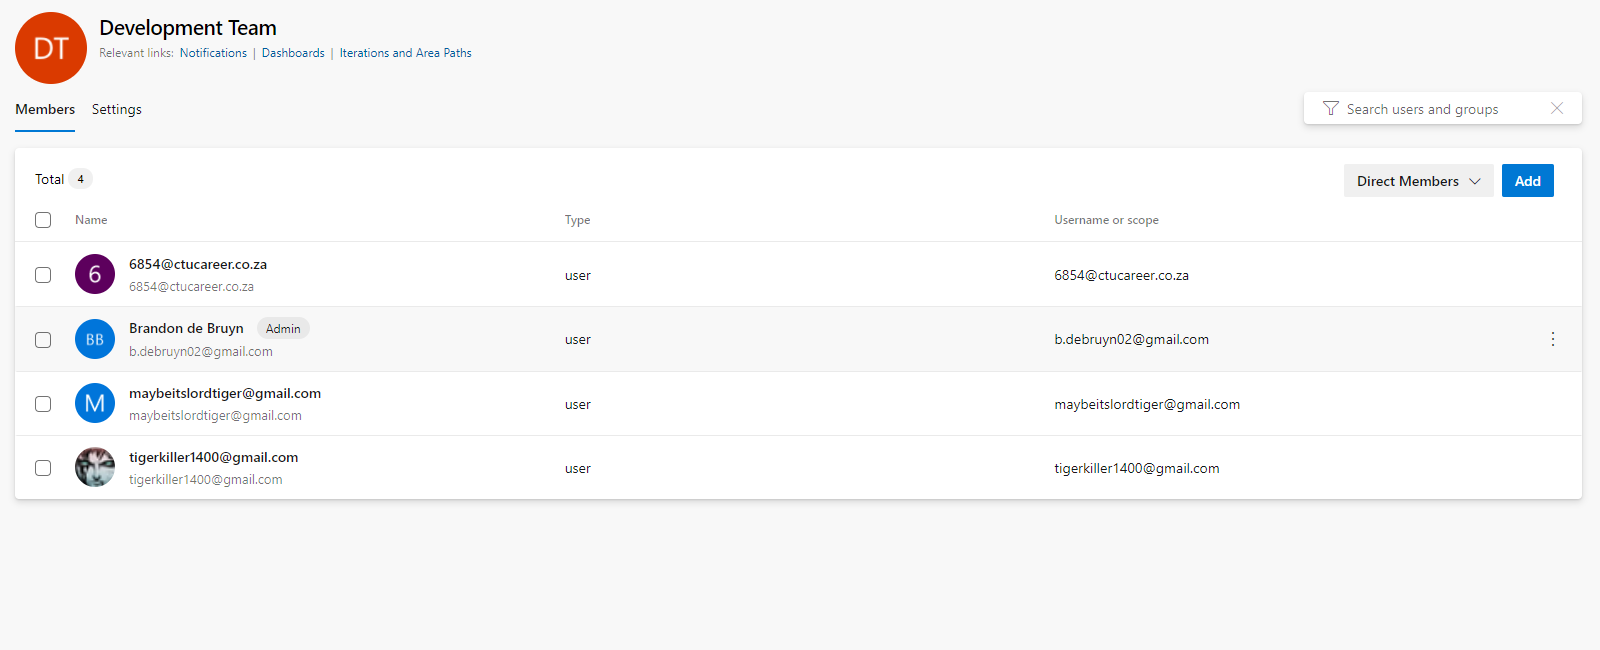 DT
Development Team
Relevant links: Notifications | Dashboards | Iterations and Area Paths
Members Settings
Search users and groups
Total 4
Direct Members Add
Name Type Username or scope
6 6854@ctucareer.co.za
6854@ctucareer.co.za
user 6854@ctucareer.co.za
BB Brandon de Bruyn Admin
b.debruyn02@gmail.com
user b.debruyn02@gmail.com
M maybeitslordtiger@gmail.com
maybeitslordtiger@gmail.com
user maybeitslordtiger@gmail.com
tigerkiller1400@gmail.com
tigerkiller1400@gmail.com
user tigerkiller1400@gmail.com